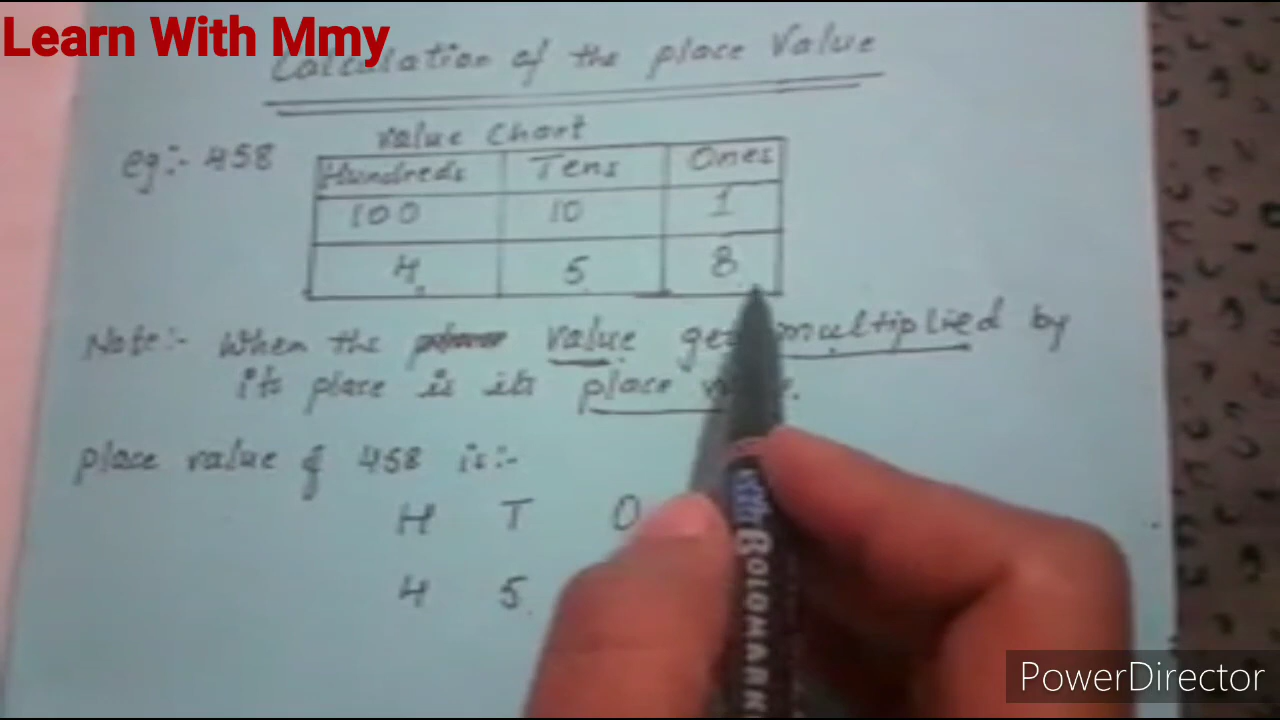 Learn With Mmy
Calculation of the place Value
Value Chart
eg:- 458
Hundreds Tens Ones
100 10 1
4 5 8
Note:- When the value get multiplied by
its place is its place
place value of 458 is:-
H T O
4 5
BOLDMARK
PowerDirector